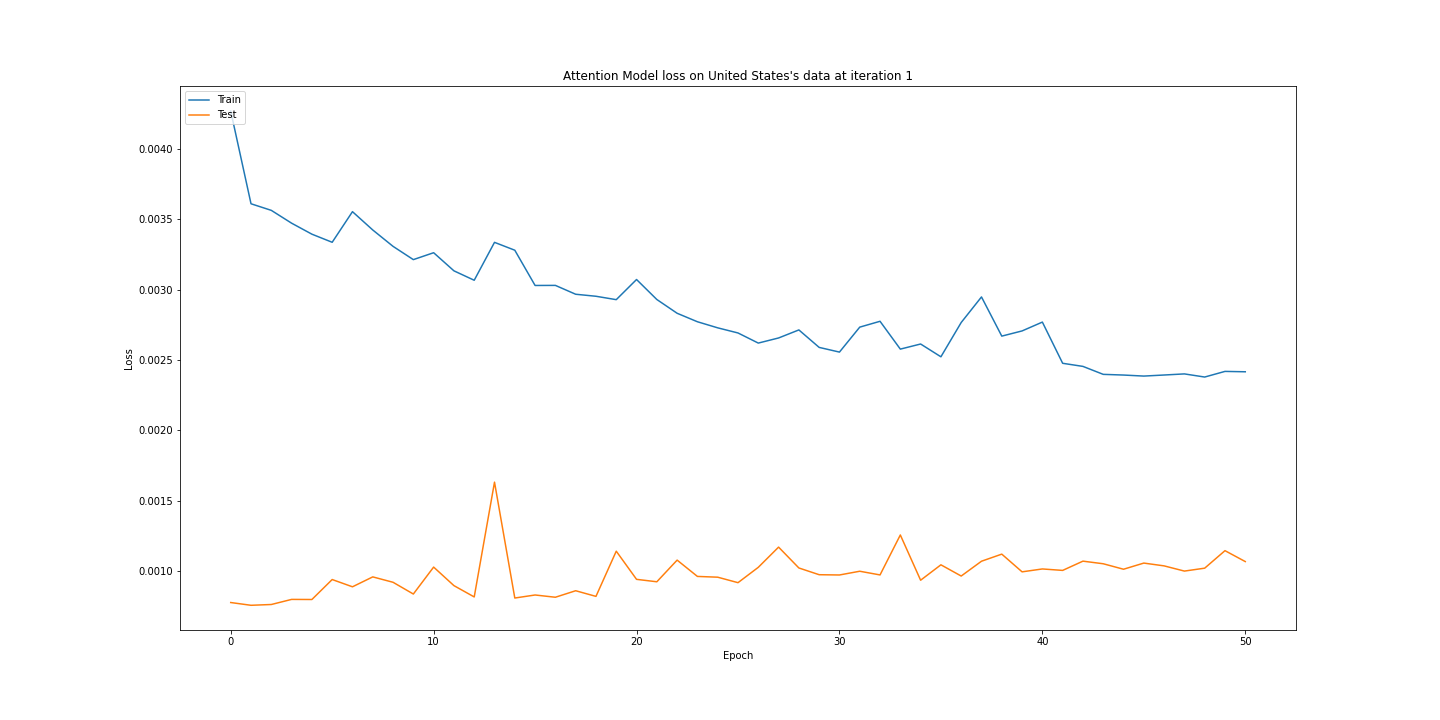 Attention Model loss on United States's data at iteration 1
Train
Test
0.0040
0.0035
0.0030
0.0025
0.0020
0.0015
0.0010
Loss
0 10 20 30 40 50
Epoch